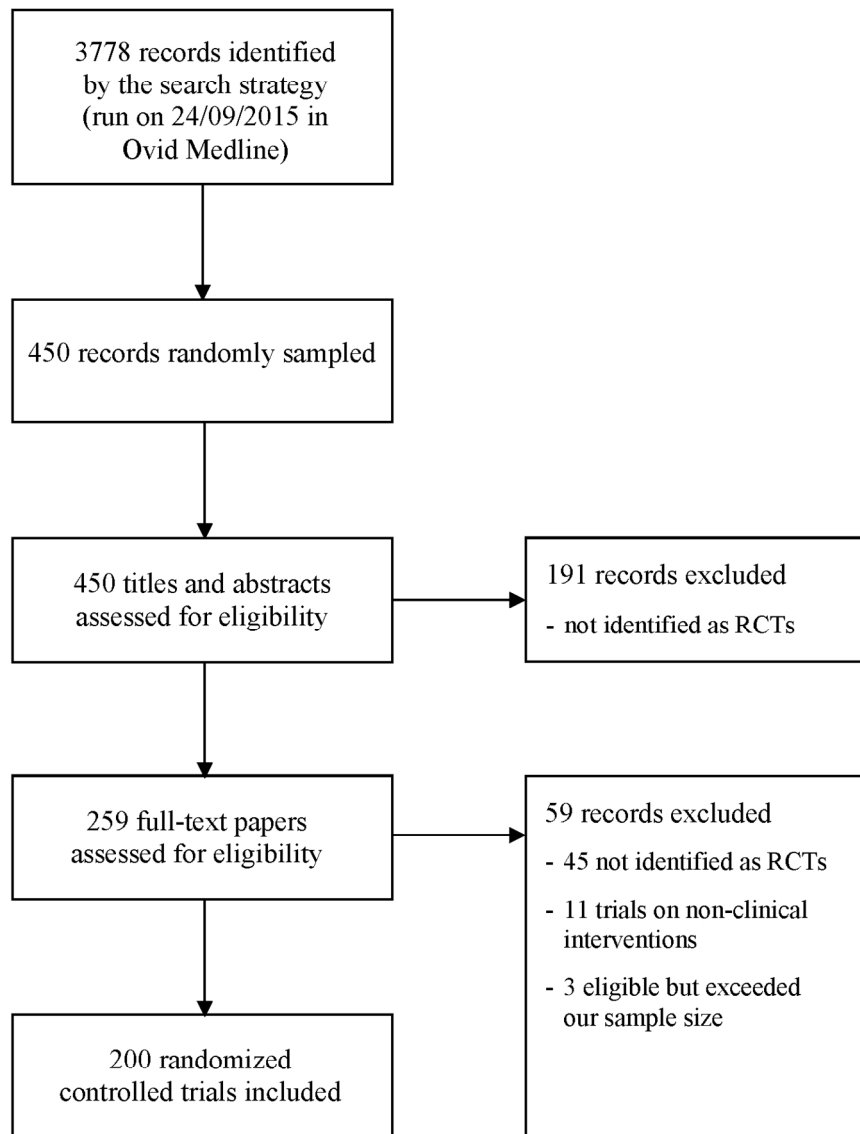 3778 records identified
by the search strategy
(run on 24/09/2015 in
Ovid Medline)
450 records randomly sampled
450 titles and abstracts
assessed for eligibility
191 records excluded
- not identified as RCTs
259 full-text papers
assessed for eligibility
59 records excluded
- 45 not identified as RCTs
- 11 trials on non-clinical
interventions
- 3 eligible but exceeded
our sample size
200 randomized
controlled trials included